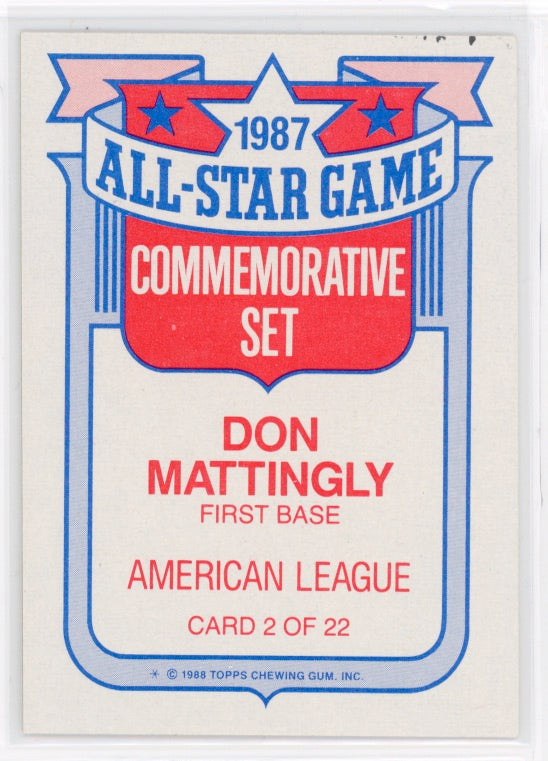 1987
ALL-STAR GAME
COMMEMORATIVE
SET
DON
MATTINGLY
FIRST BASE
AMERICAN LEAGUE
CARD 2 OF 22
* © 1988 TOPPS CHEWING GUM. INC.